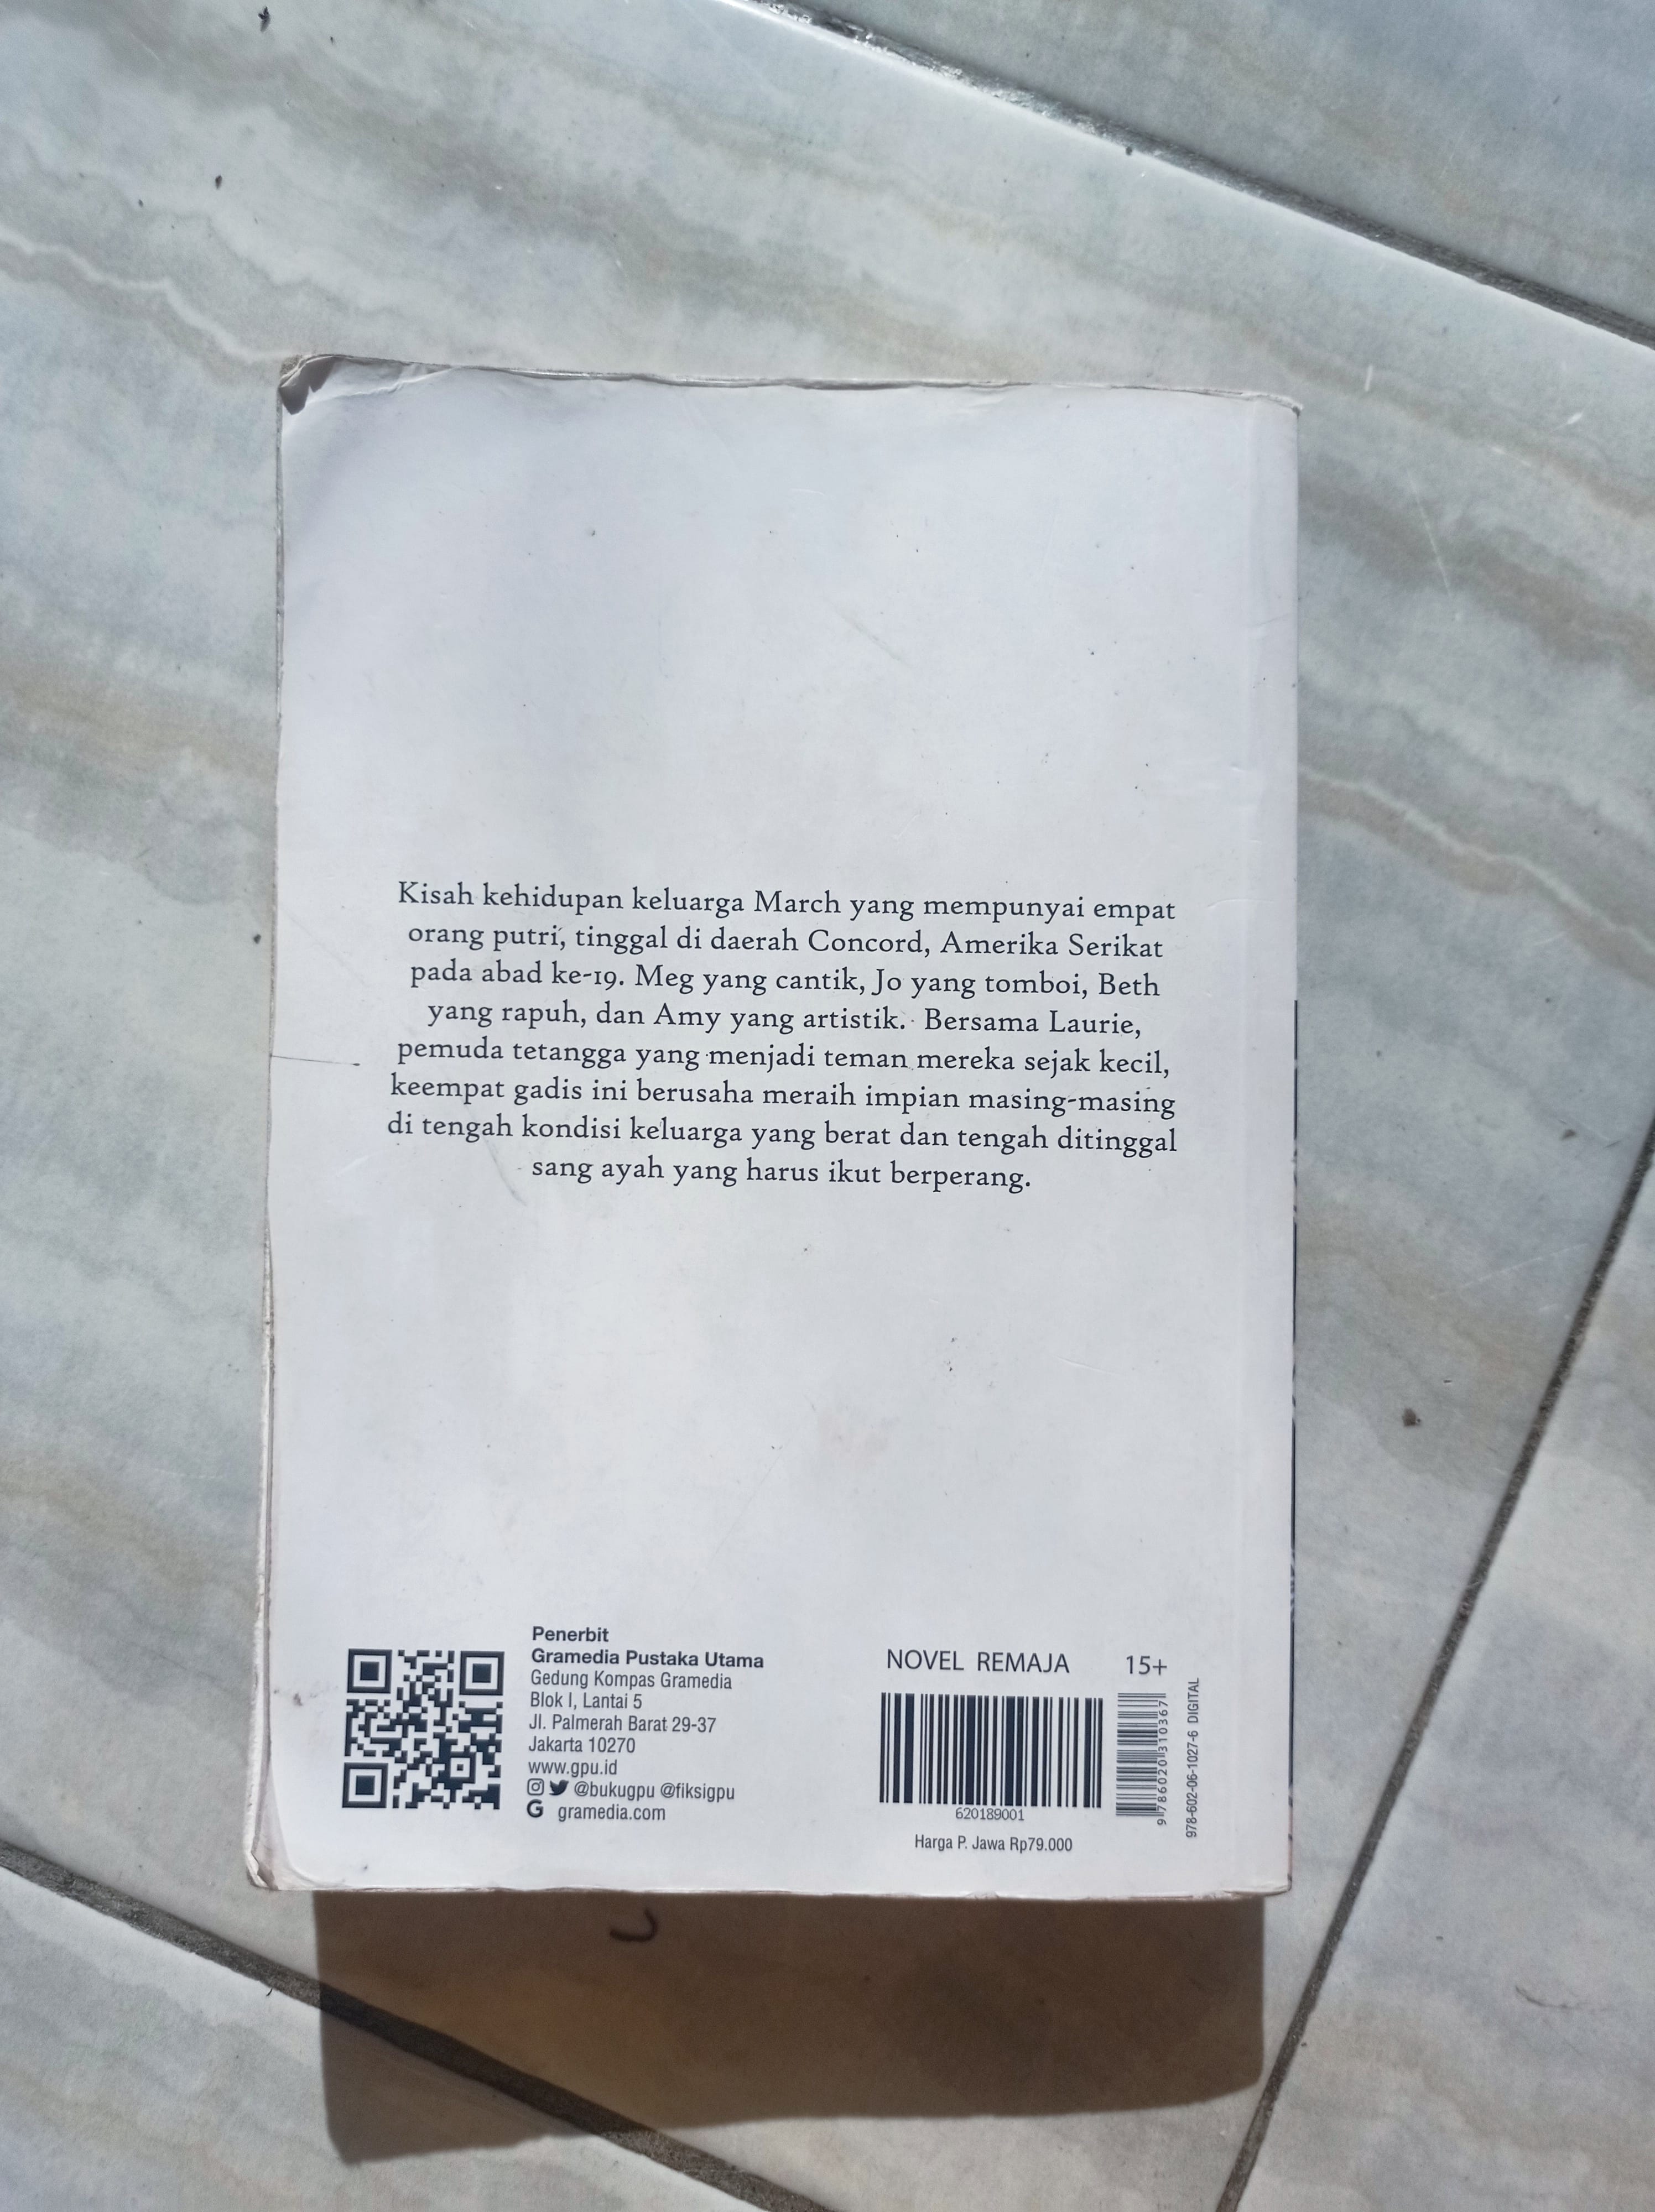 Kisah kehidupan keluarga March yang mempunyai empat
orang putri, tinggal di daerah Concord, Amerika Serikat
pada abad ke-19. Meg yang cantik, Jo yang tomboi, Beth
yang rapuh, dan Amy yang artistik. Bersama Laurie,
pemuda tetangga yang menjadi teman mereka sejak kecil,
keempat gadis ini berusaha meraih impian masing-masing
di tengah kondisi keluarga yang berat dan tengah ditinggal
sang ayah yang harus ikut berperang.
Penerbit
Gramedia Pustaka Utama
Gedung Kompas Gramedia
Blok I, Lantai 5
Jl. Palmerah Barat 29-37
Jakarta 10270
www.gpu.id
@bukugpu @fiksigpu
G gramedia.com
NOVEL REMAJA 15+
620189001
Harga P. Jawa Rp79.000
9786020310367
978-602-06-1027-6 DIGITAL